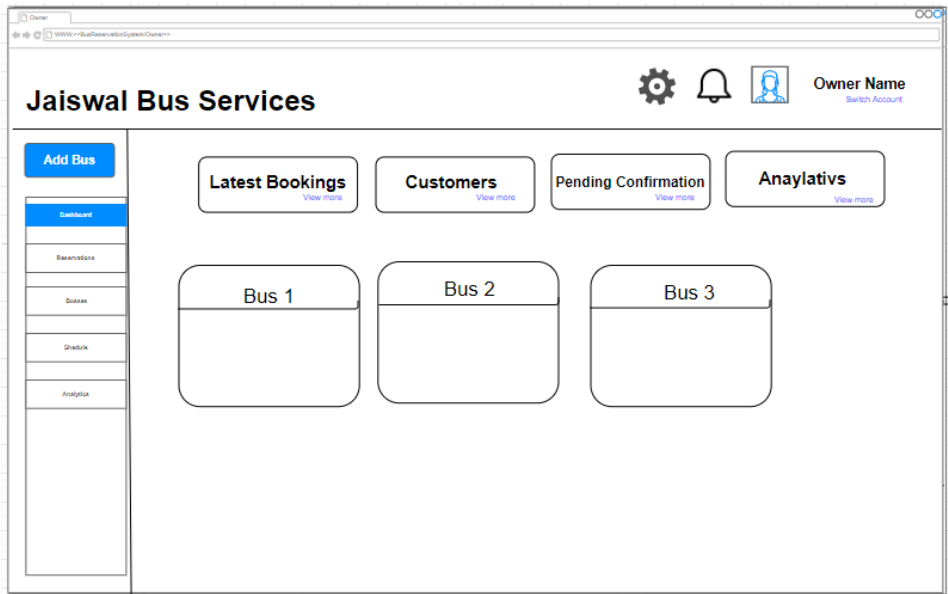 Owner
WWW.<<BusReservationSystem/Owner>>
Jaiswal Bus Services
Owner Name
Switch Account
Add Bus
Latest Bookings
View more
Customers
View more
Pending Confirmation
View more
Anaylativs
View more
Dashboard
Reservations
Busses
Shedule
Analytics
Bus 1
Bus 2
Bus 3